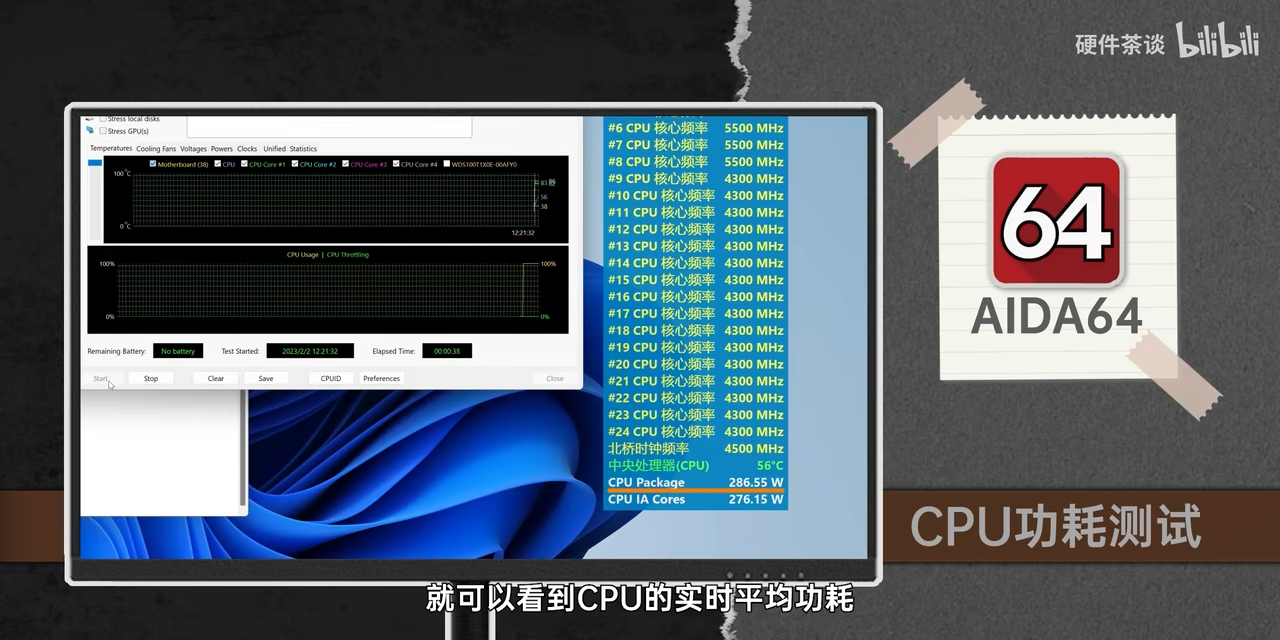 硬件茶谈 bilibili
Stress local disks
Stress GPU(s)
Temperatures Cooling Fans Voltages Powers Clocks Unified Statistics
Motherboard (38) CPU CPU Core #1 CPU Core #2 CPU Core #3 CPU Core #4 WDS100T1X0E-00AFY0
100 °C
83
56
38
0 °C
12:21:32
CPU Usage | CPU Throttling
100% 100%
0% 0%
Remaining Battery: No battery Test Started: 2023/2/2 12:21:32 Elapsed Time: 00:00:35
Start Stop Clear Save CPUID Preferences Close
#6 CPU 核心频率 5500 MHz
#7 CPU 核心频率 5500 MHz
#8 CPU 核心频率 5500 MHz
#9 CPU 核心频率 4300 MHz
#10 CPU 核心频率 4300 MHz
#11 CPU 核心频率 4300 MHz
#12 CPU 核心频率 4300 MHz
#13 CPU 核心频率 4300 MHz
#14 CPU 核心频率 4300 MHz
#15 CPU 核心频率 4300 MHz
#16 CPU 核心频率 4300 MHz
#17 CPU 核心频率 4300 MHz
#18 CPU 核心频率 4300 MHz
#19 CPU 核心频率 4300 MHz
#20 CPU 核心频率 4300 MHz
#21 CPU 核心频率 4300 MHz
#22 CPU 核心频率 4300 MHz
#23 CPU 核心频率 4300 MHz
#24 CPU 核心频率 4300 MHz
北桥时钟频率 4500 MHz
中央处理器(CPU) 56°C
CPU Package 286.55 W
CPU IA Cores 276.15 W
64
AIDA64
CPU功耗测试
就可以看到CPU的实时平均功耗